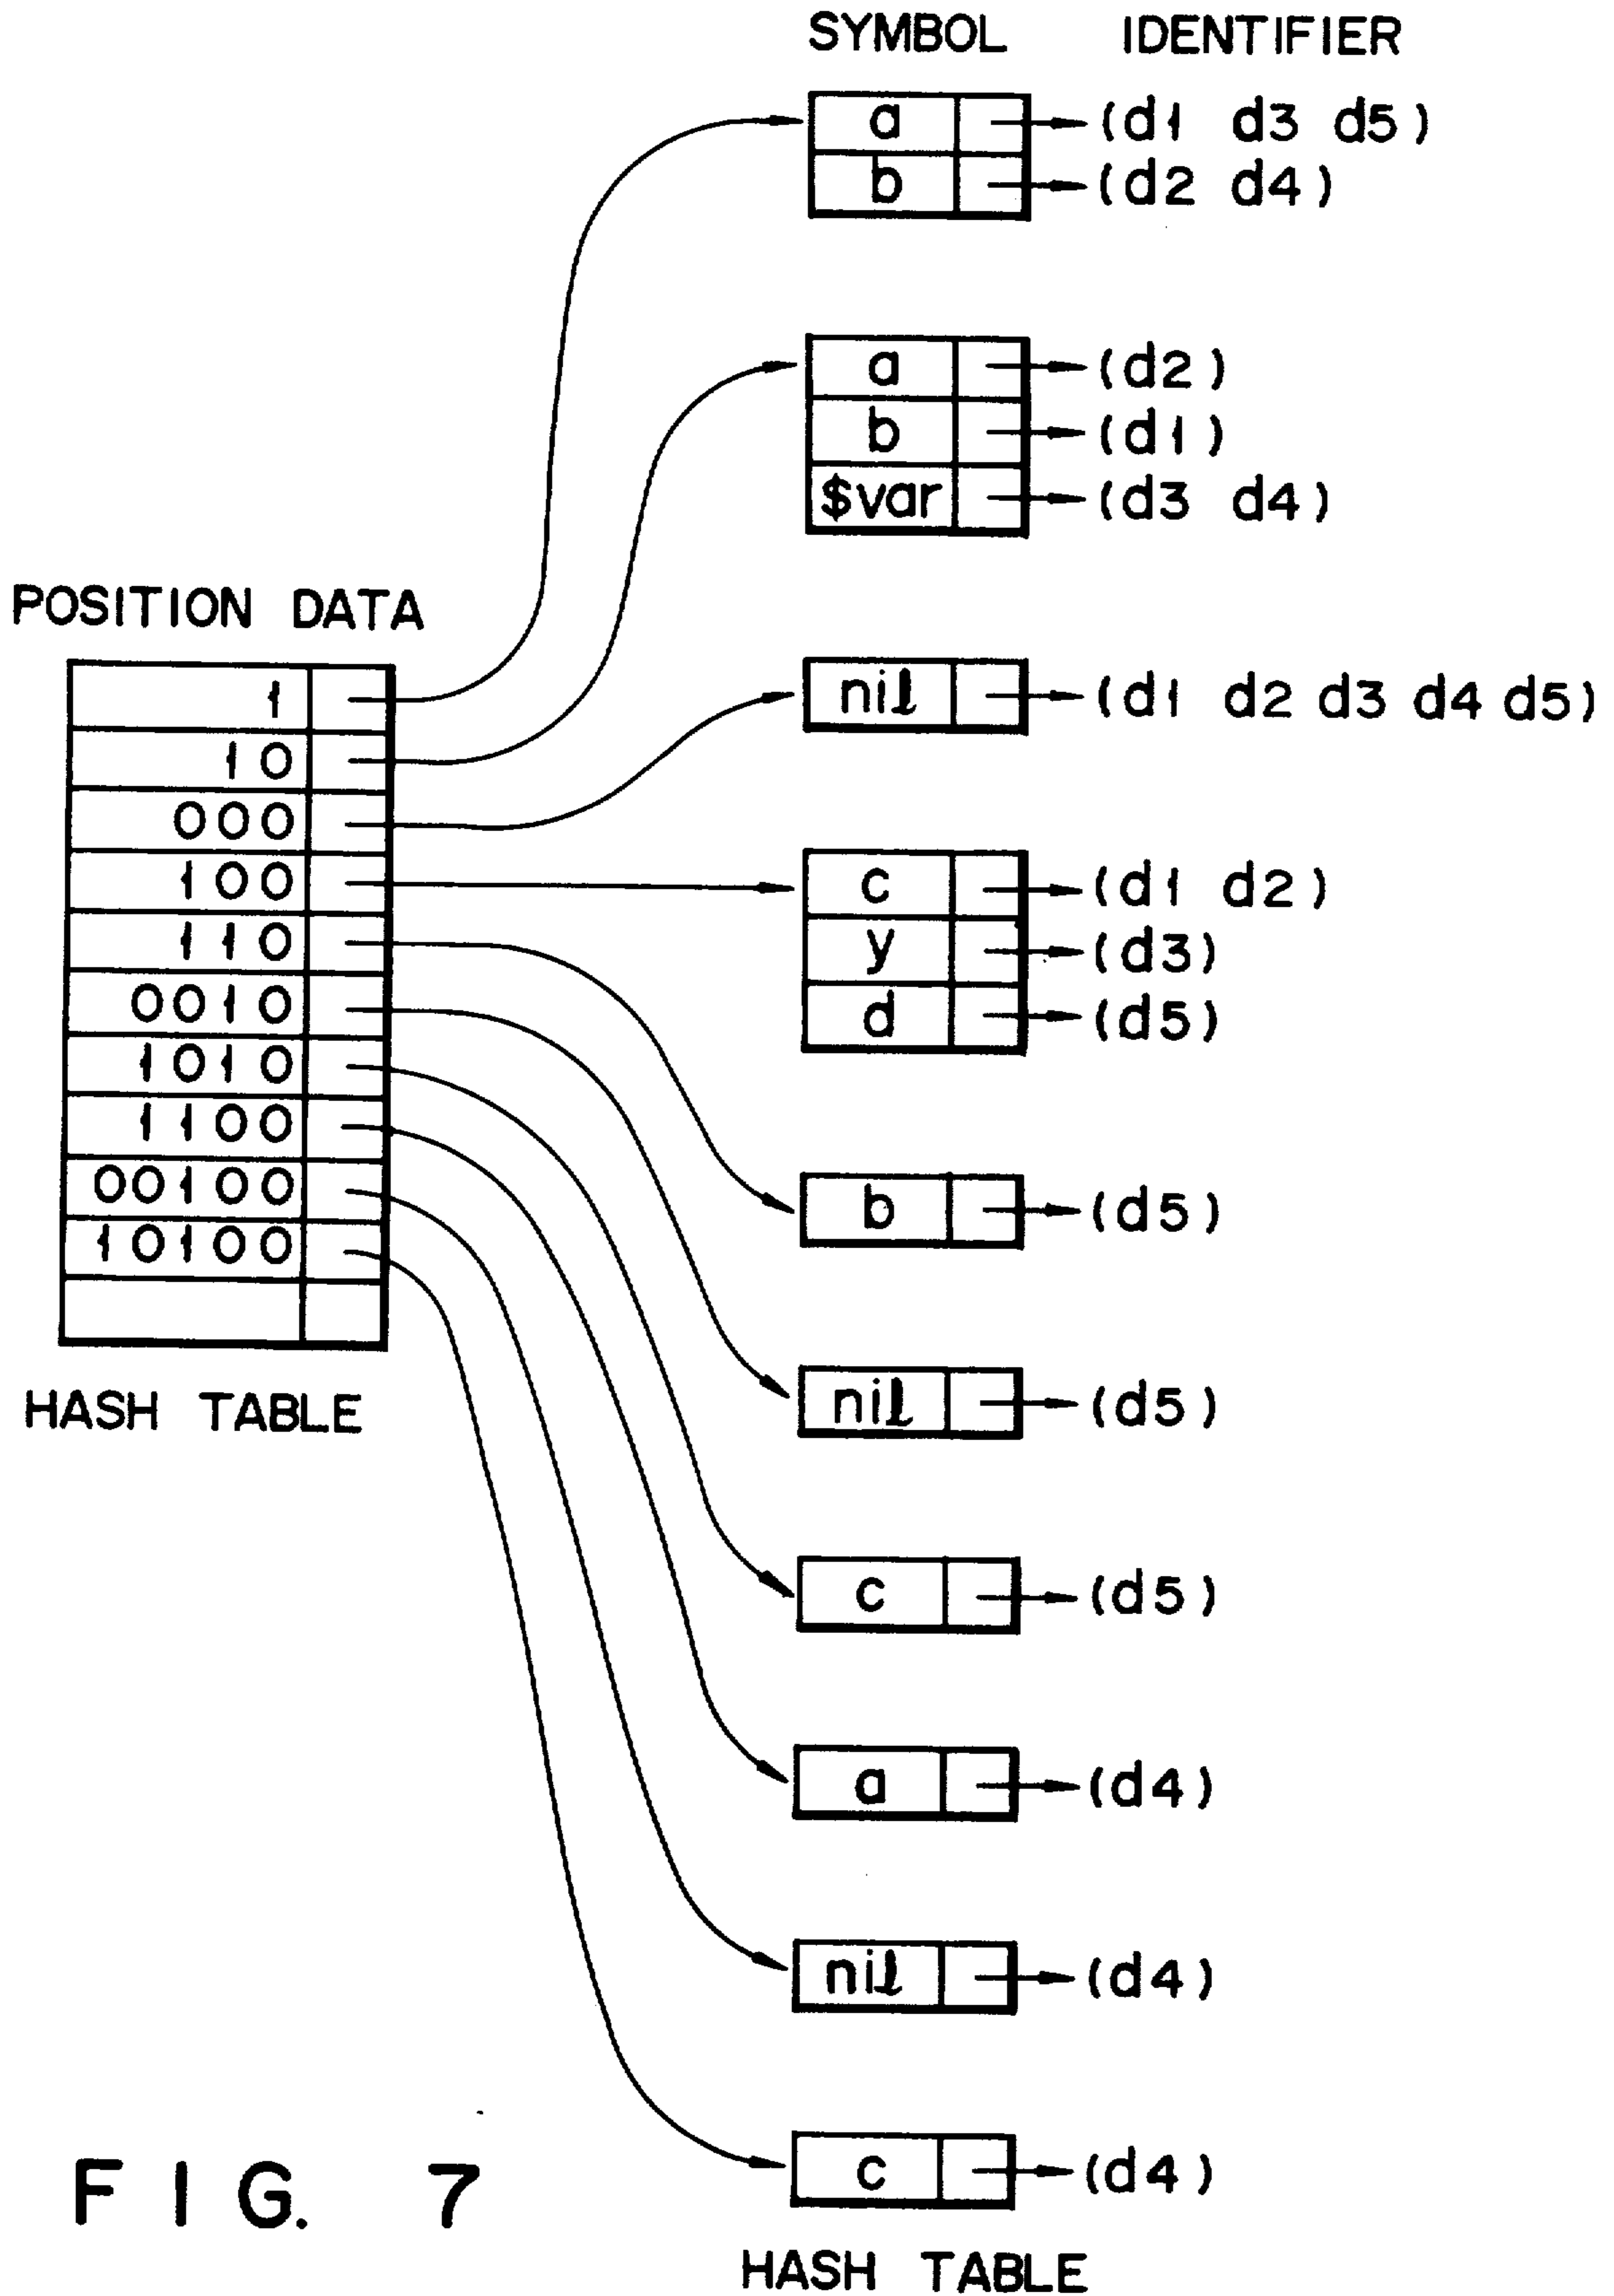 SYMBOL IDENTIFIER
a (d1 d3 d5)
b (d2 d4)
a (d2)
b (d1)
$var (d3 d4)
nil (d1 d2 d3 d4 d5)
c (d1 d2)
y (d3)
d (d5)
b (d5)
nil (d5)
c (d5)
a (d4)
nil (d4)
c (d4)
HASH TABLE
POSITION DATA
1
10
000
100
110
0010
1010
1100
00100
10100
HASH TABLE
FIG. 7